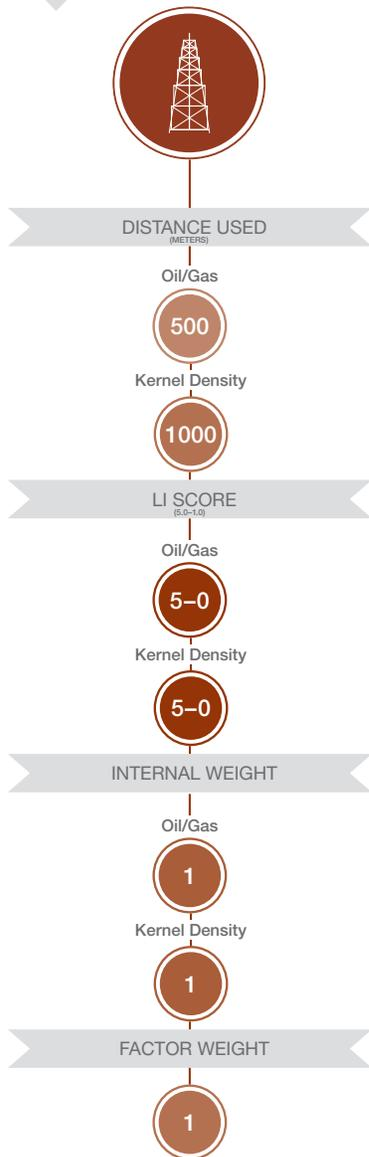 DISTANCE USED
(METERS)
Oil/Gas
500
Kernel Density
1000
LI SCORE
(5.0–1.0)
Oil/Gas
5–0
Kernel Density
5–0
INTERNAL WEIGHT
Oil/Gas
1
Kernel Density
1
FACTOR WEIGHT
1